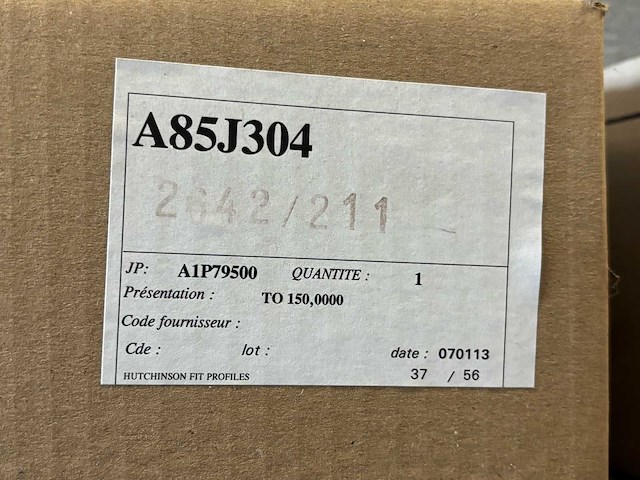 A85J304
2642/211
JP: A1P79500 QUANTITE : 1
Présentation : TO 150,0000
Code fournisseur :
Cde : lot : date : 070113
HUTCHINSON FIT PROFILES 37 / 56